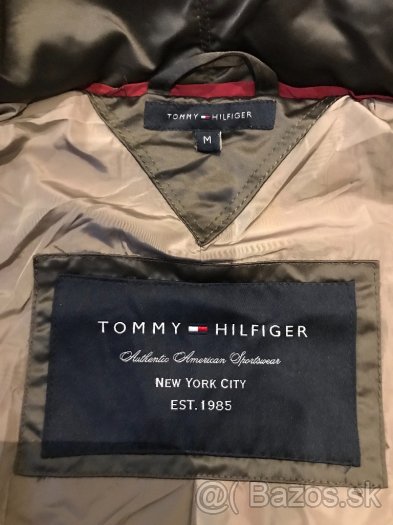 TOMMY HILFIGER
M
TOMMY HILFIGER
Authentic American Sportswear
NEW YORK CITY
EST. 1985
@Bazos.sk